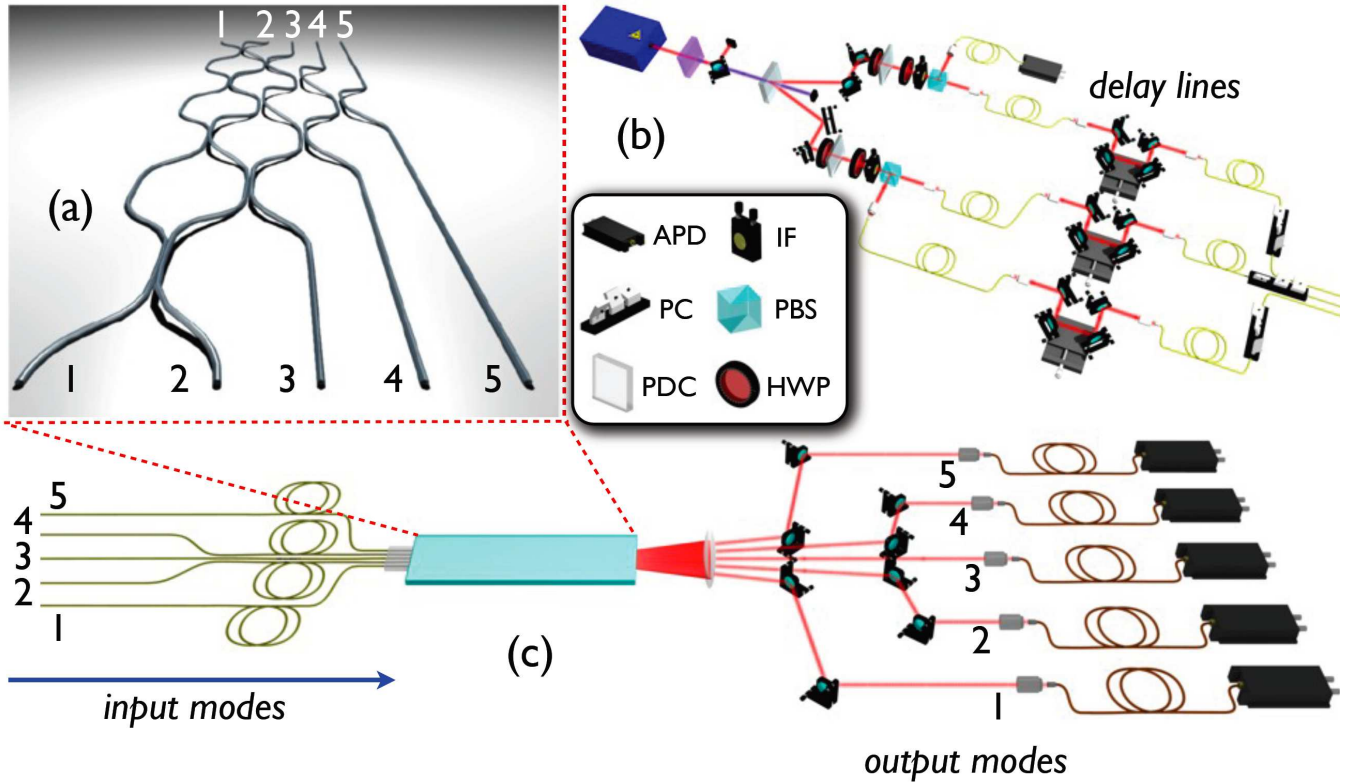 1 2 3 4 5
(a)
1 2 3 4 5
(b)
delay lines
APD IF
PC PBS
PDC HWP
5
4
3
2
1
input modes
(c)
5
4
3
2
1
output modes